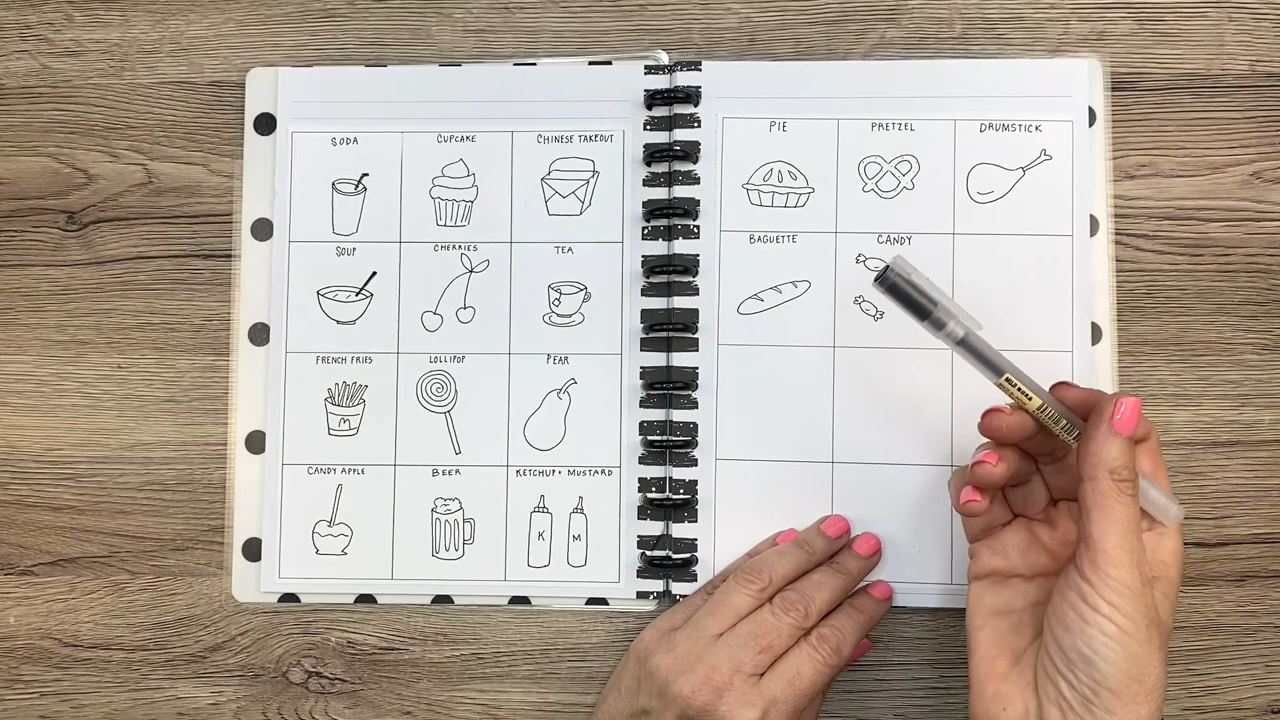 SODA
CUPCAKE
CHINESE TAKEOUT
SOUP
CHERRIES
TEA
FRENCH FRIES
LOLLIPOP
PEAR
M
CANDY APPLE
BEER
KETCHUP + MUSTARD
K
M
PIE
PRETZEL
DRUMSTICK
BAGUETTE
CANDY